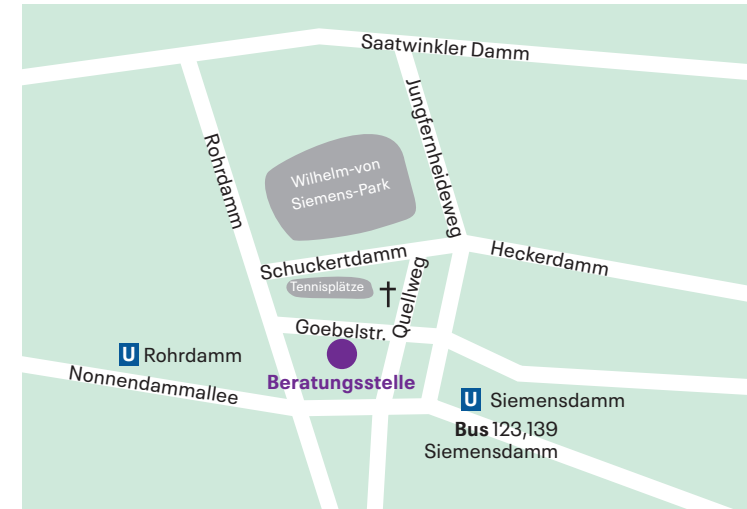 Saatwinkler Damm
Jungfernheideweg
Rohrdamm
Wilhelm-von
Siemens-Park
Schuckertdamm
Heckerdamm
Tennisplätze
Quellweg
Goebelstr.
U Rohrdamm
Beratungsstelle
Nonnendammallee
U Siemensdamm
Bus 123,139
Siemensdamm